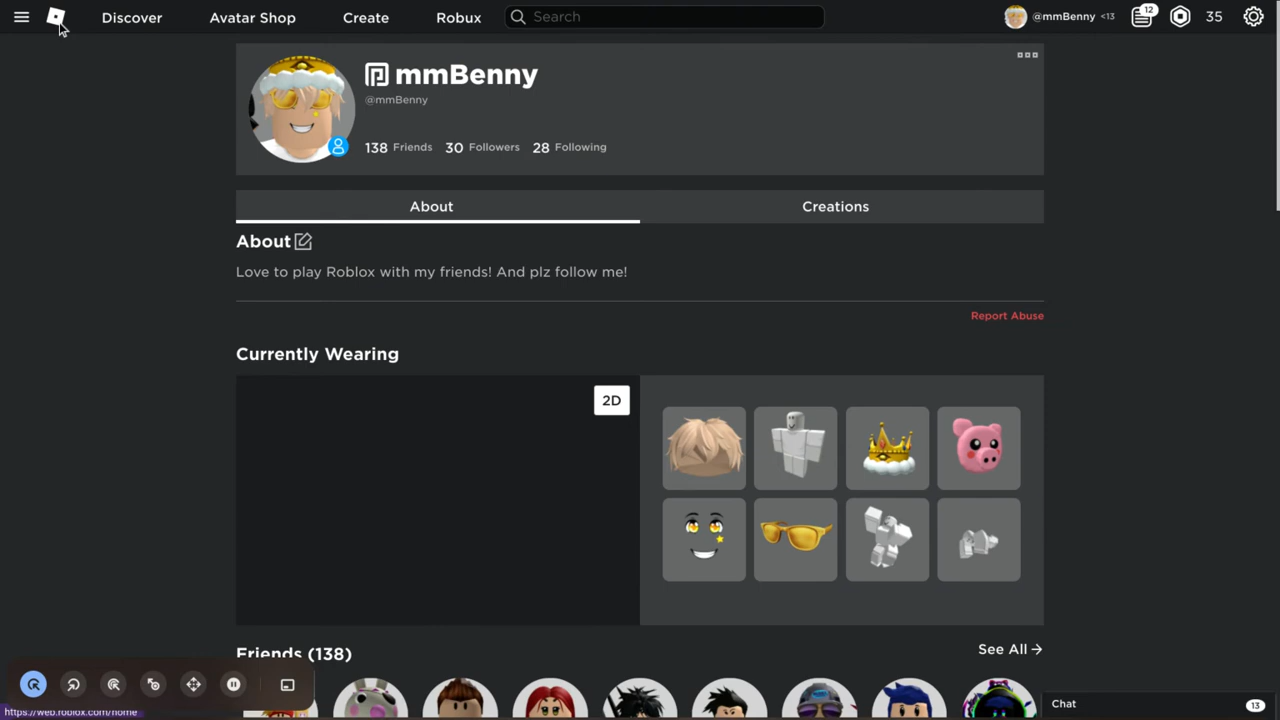 Discover Avatar Shop Create Robux Search @mmBenny <13 12 35
mmBenny
@mmBenny
138 Friends 30 Followers 28 Following
About Creations
About
Love to play Roblox with my friends! And plz follow me!
Report Abuse
Currently Wearing
2D
Friends (138) See All
Chat 13
https://web.roblox.com/home